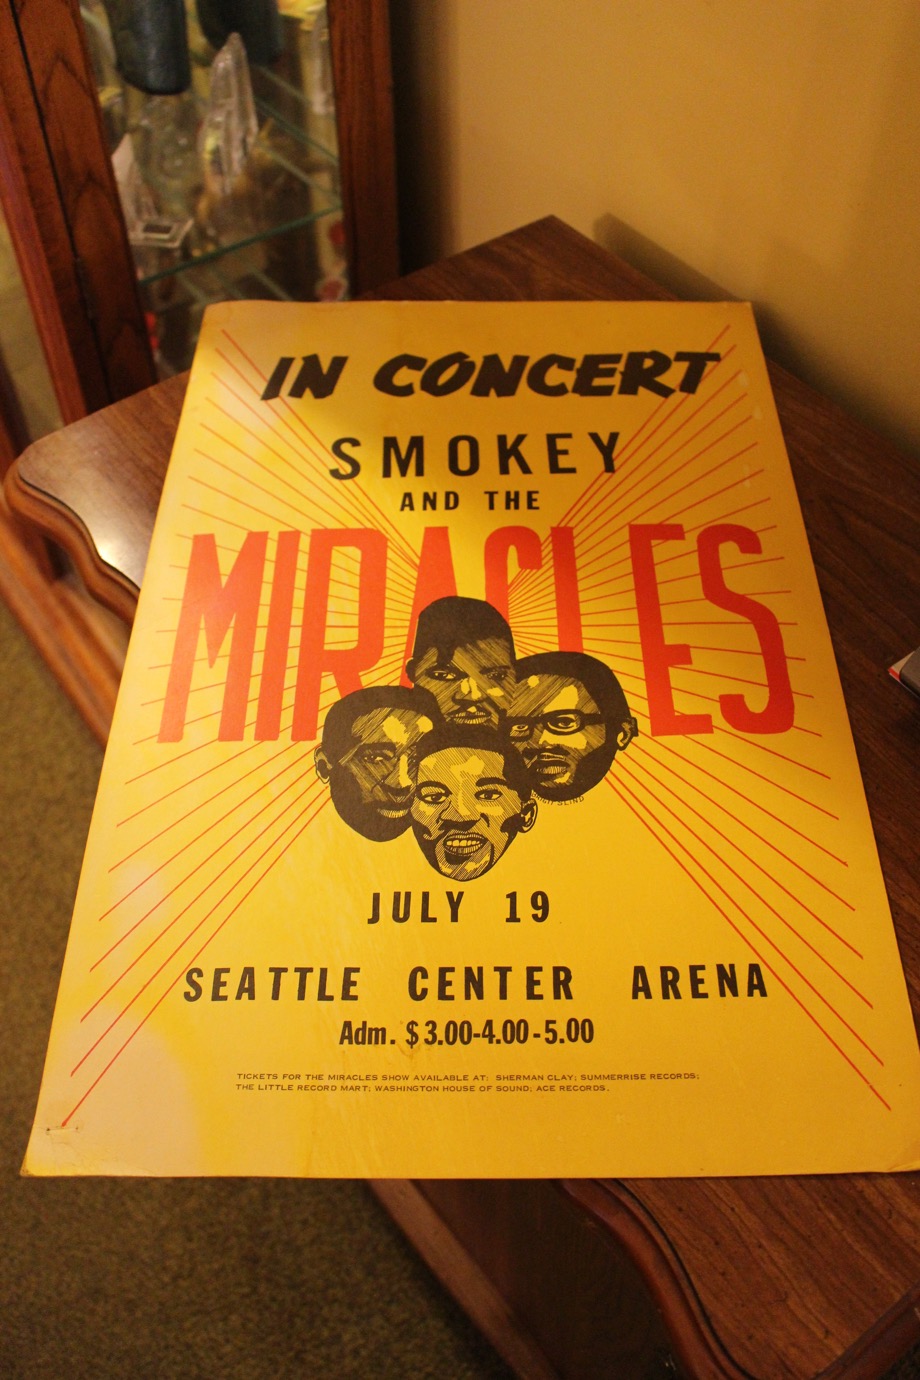 IN CONCERT
SMOKEY
AND THE
MIRACLES
JULY 19
SEATTLE CENTER ARENA
Adm. $3.00-4.00-5.00
TICKETS FOR THE MIRACLES SHOW AVAILABLE AT: SHERMAN CLAY; SUMMERRISE RECORDS;
THE LITTLE RECORD MART; WASHINGTON HOUSE OF SOUND; ACE RECORDS.